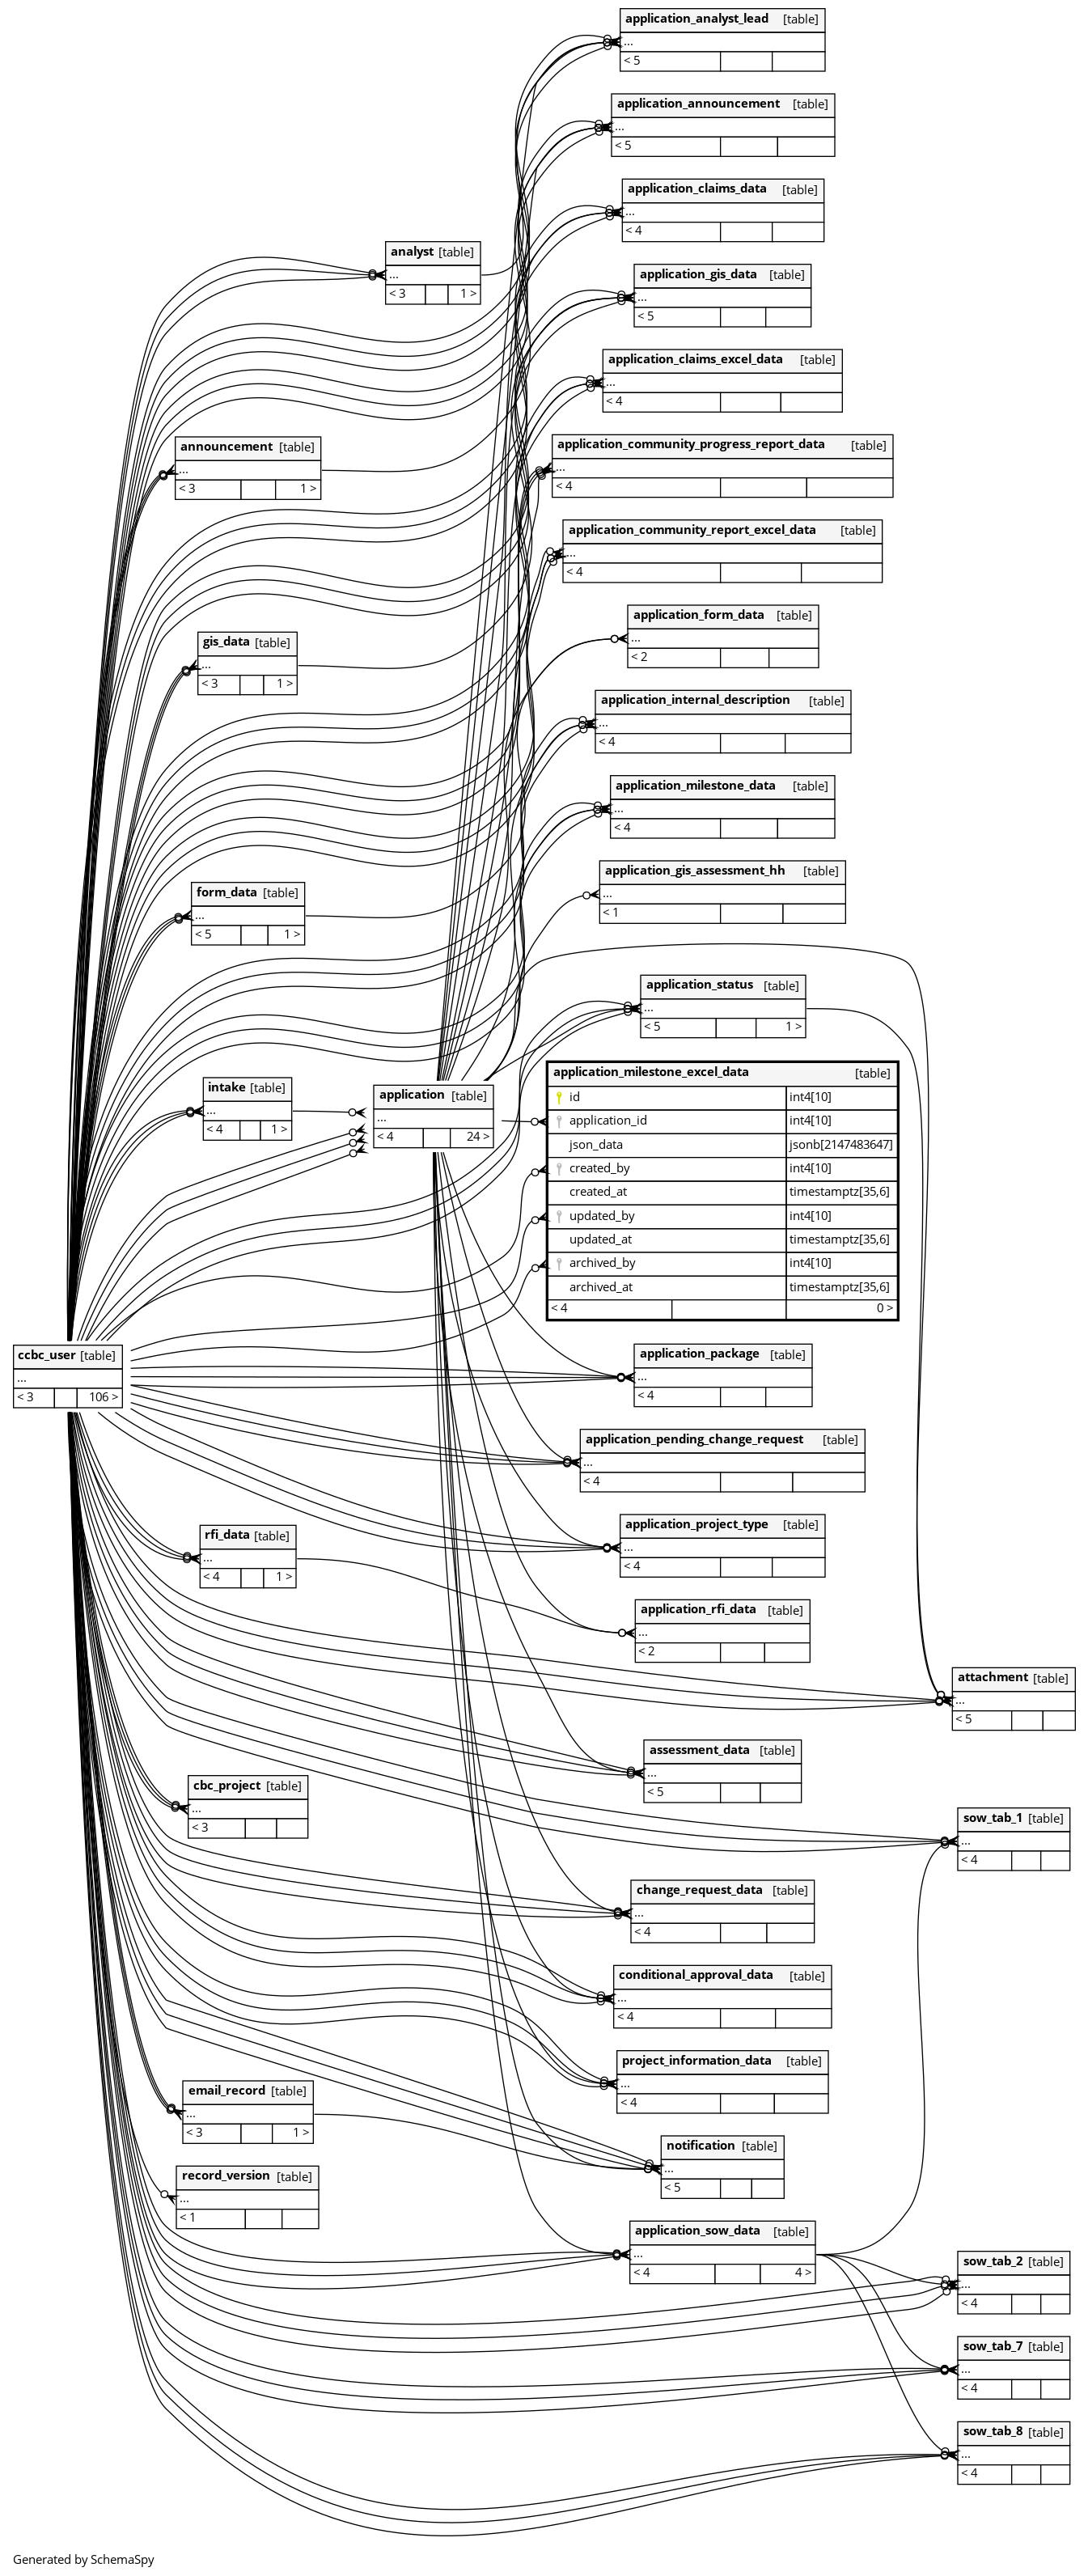 application_analyst_lead [table]
...
< 5
application_announcement [table]
...
< 5
application_claims_data [table]
...
< 4
analyst [table]
...
< 3 1 >
application_gis_data [table]
...
< 5
application_claims_excel_data [table]
...
< 4
announcement [table]
...
< 3 1 >
application_community_progress_report_data [table]
...
< 4
application_community_report_excel_data [table]
...
< 4
application_form_data [table]
...
< 2
gis_data [table]
...
< 3 1 >
application_internal_description [table]
...
< 4
application_milestone_data [table]
...
< 4
application_gis_assessment_hh [table]
...
< 1
form_data [table]
...
< 5 1 >
application_status [table]
...
< 5 1 >
intake [table]
...
< 4 1 >
application [table]
...
< 4 24 >
application_milestone_excel_data [table]
id int4[10]
application_id int4[10]
json_data jsonb[2147483647]
created_by int4[10]
created_at timestamptz[35,6]
updated_by int4[10]
updated_at timestamptz[35,6]
archived_by int4[10]
archived_at timestamptz[35,6]
< 4 0 >
ccbc_user [table]
...
< 3 106 >
application_package [table]
...
< 4
application_pending_change_request [table]
...
< 4
application_project_type [table]
...
< 4
rfi_data [table]
...
< 4 1 >
application_rfi_data [table]
...
< 2
attachment [table]
...
< 5
assessment_data [table]
...
< 5
cbc_project [table]
...
< 3
sow_tab_1 [table]
...
< 4
change_request_data [table]
...
< 4
conditional_approval_data [table]
...
< 4
project_information_data [table]
...
< 4
email_record [table]
...
< 3 1 >
notification [table]
...
< 5
record_version [table]
...
< 1
application_sow_data [table]
...
< 4 4 >
sow_tab_2 [table]
...
< 4
sow_tab_7 [table]
...
< 4
sow_tab_8 [table]
...
< 4
Generated by SchemaSpy